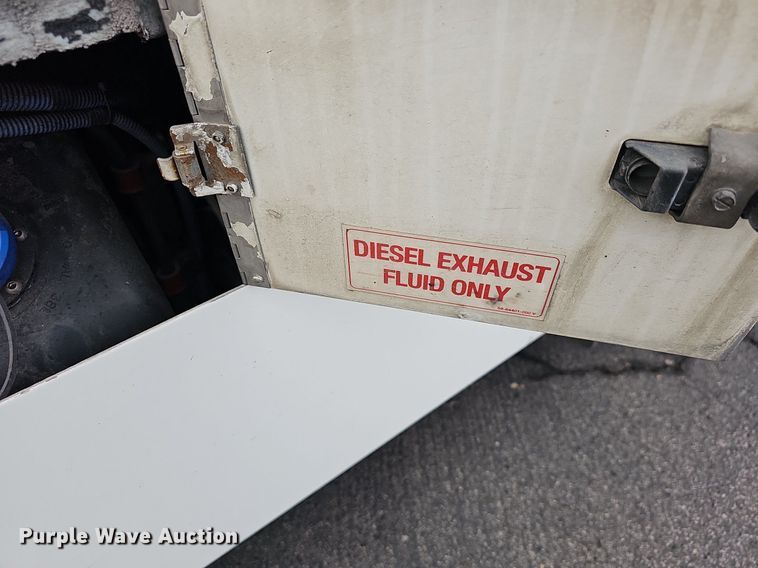 DIESEL EXHAUST
FLUID ONLY
Purple Wave Auction